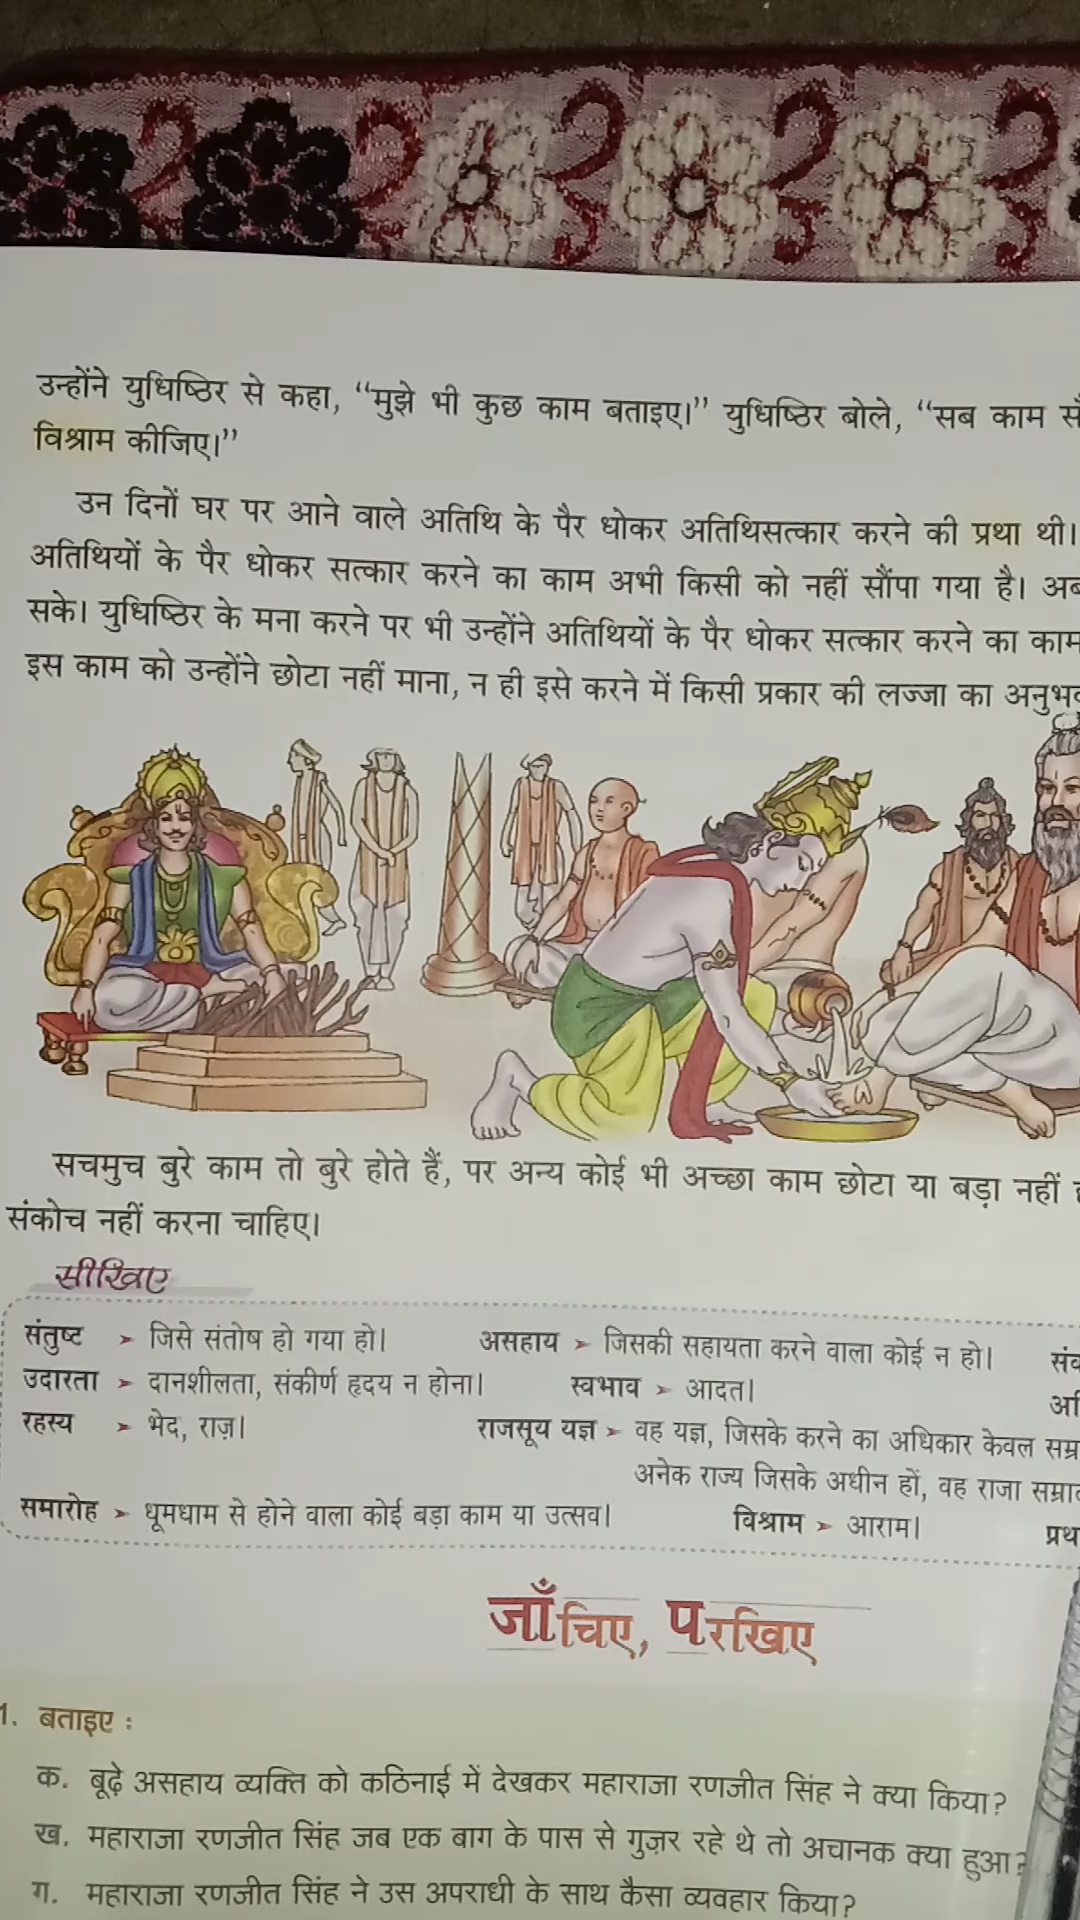 उन्होंने युधिष्ठिर से कहा, “मुझे भी कुछ काम बताइए।” युधिष्ठिर बोले, “सब काम
विश्राम कीजिए।”
उन दिनों घर पर आने वाले अतिथि के पैर धोकर अतिथिसत्कार करने की प्रथा थी।
अतिथियों के पैर धोकर सत्कार करने का काम अभी किसी को नहीं सौंपा गया है।
सके। युधिष्ठिर के मना करने पर भी उन्होंने अतिथियों के पैर धोकर सत्कार करने का काम
इस काम को उन्होंने छोटा नहीं माना, न ही इसे करने में किसी प्रकार की लज्जा का
सचमुच बुरे काम तो बुरे होते हैं, पर अन्य कोई भी अच्छा काम छोटा या बड़ा नहीं
संकोच नहीं करना चाहिए।
सीखिए
संतुष्ट ➤ जिसे संतोष हो गया हो। असहाय ➤ जिसकी सहायता करने वाला कोई न हो।
उदारता ➤ दानशीलता, संकीर्ण हृदय न होना। स्वभाव ➤ आदत।
रहस्य ➤ भेद, राज़। राजसूय यज्ञ ➤ वह यज्ञ, जिसके करने का अधिकार केवल
अनेक राज्य जिसके अधीन हों, वह राजा
समारोह ➤ धूमधाम से होने वाला कोई बड़ा काम या उत्सव। विश्राम ➤ आराम।
जाँचिए, परखिए
1. बताइए :
क. बूढ़े असहाय व्यक्ति को कठिनाई में देखकर महाराजा रणजीत सिंह ने क्या किया?
ख. महाराजा रणजीत सिंह जब एक बाग के पास से गुज़र रहे थे तो अचानक क्या हुआ?
ग. महाराजा रणजीत सिंह ने उस अपराधी के साथ कैसा व्यवहार किया?